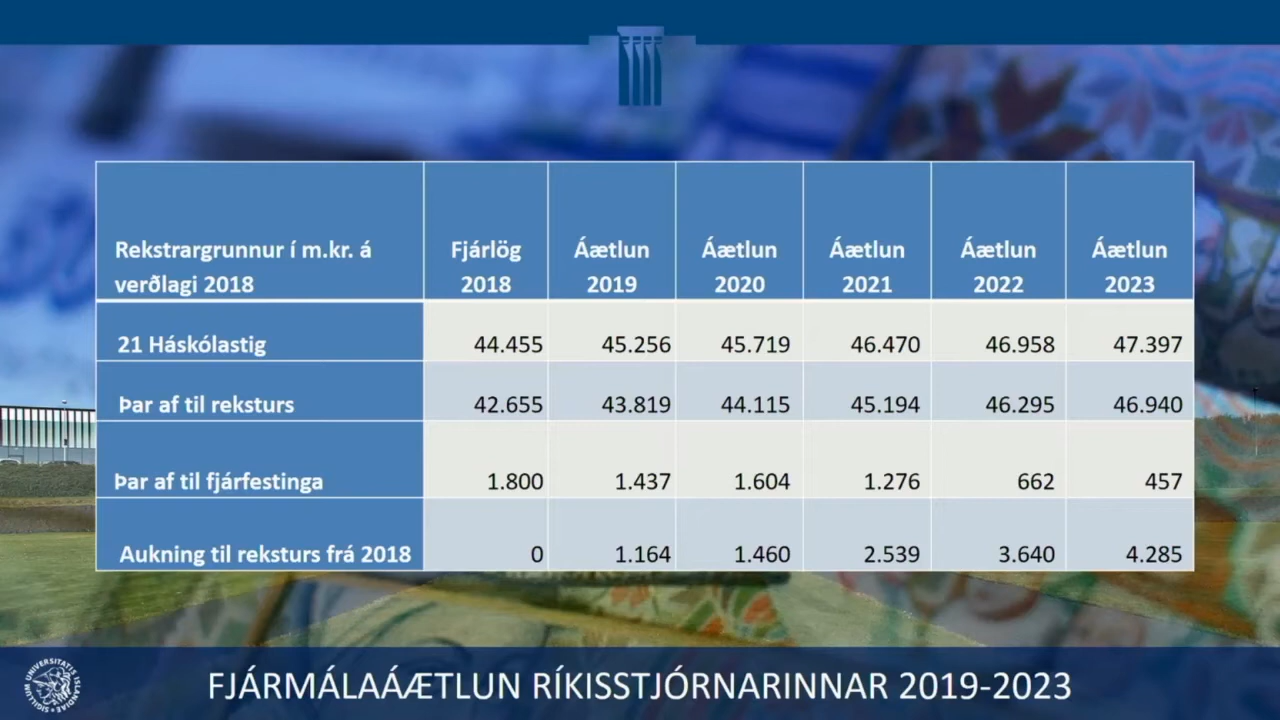 Rekstrargrunnur í m.kr. á
verðlagi 2018
Fjárlög
2018
Áætlun
2019
Áætlun
2020
Áætlun
2021
Áætlun
2022
Áætlun
2023
21 Háskólastig 44.455 45.256 45.719 46.470 46.958 47.397
Þar af til reksturs 42.655 43.819 44.115 45.194 46.295 46.940
Þar af til fjárfestinga 1.800 1.437 1.604 1.276 662 457
Aukning til reksturs frá 2018 0 1.164 1.460 2.539 3.640 4.285
FJÁRMÁLAÁÆTLUN RÍKISSTJÓRNARINNAR 2019-2023
SIGILLUM UNIVERSITATIS ISLANDIAE